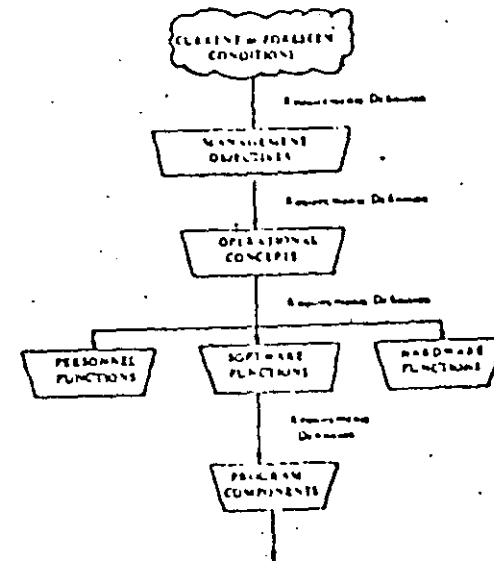 CURRENT or FORESEEN
CONDITIONS
Requirements Definition
MANAGEMENT
OBJECTIVES
Requirements Definition
OPERATIONAL
CONCEPTS
Requirements Definition
PERSONNEL
FUNCTIONS
SOFTWARE
FUNCTIONS
HARDWARE
FUNCTIONS
Requirements
Definition
PROGRAM
COMPONENTS